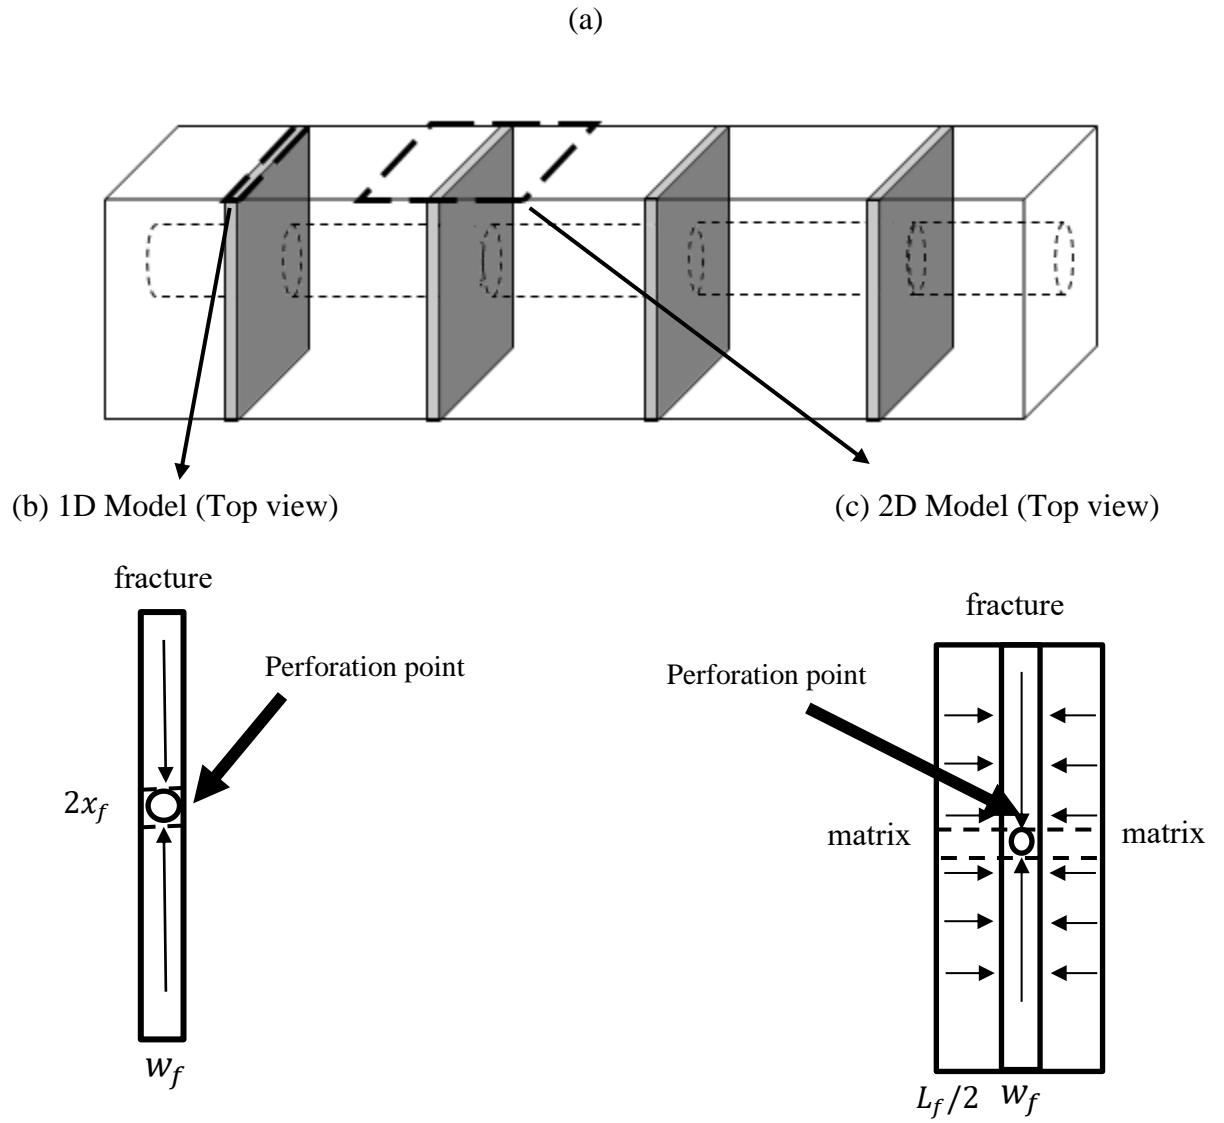 (a)
(b) 1D Model (Top view)
(c) 2D Model (Top view)
fracture
fracture
Perforation point
Perforation point
2x_f
matrix
matrix
w_f
L_f/2
w_f